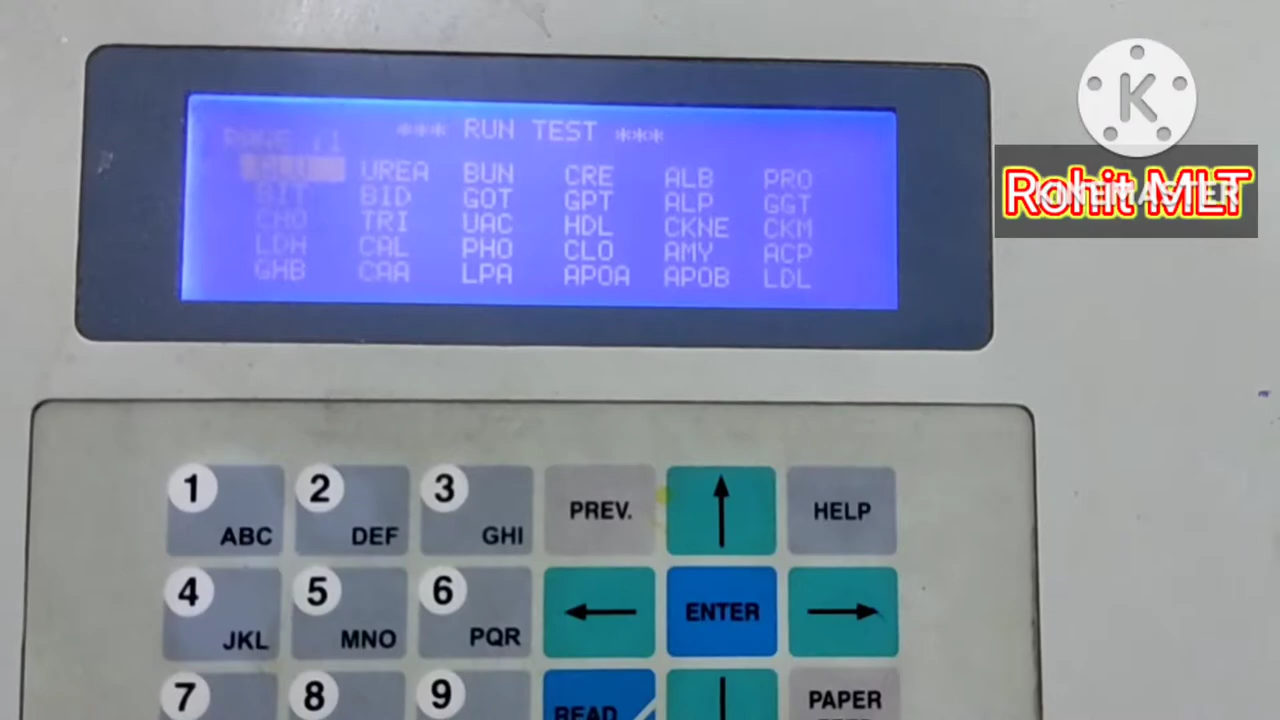 *** RUN TEST ***
UREA BUN CRE ALB PRO
BIT BID GOT GPT ALP GGT
CHO TRI UAC HDL CKNE CKM
LDH CAL PHO CLO AMY ACP
GHB CAA LPA APOA APOB LDL
K
KINEMASTER
Rohit MLT
1 ABC 2 DEF 3 GHI PREV. ↑ HELP
4 JKL 5 MNO 6 PQR ← ENTER →
7 8 9 READ PAPER